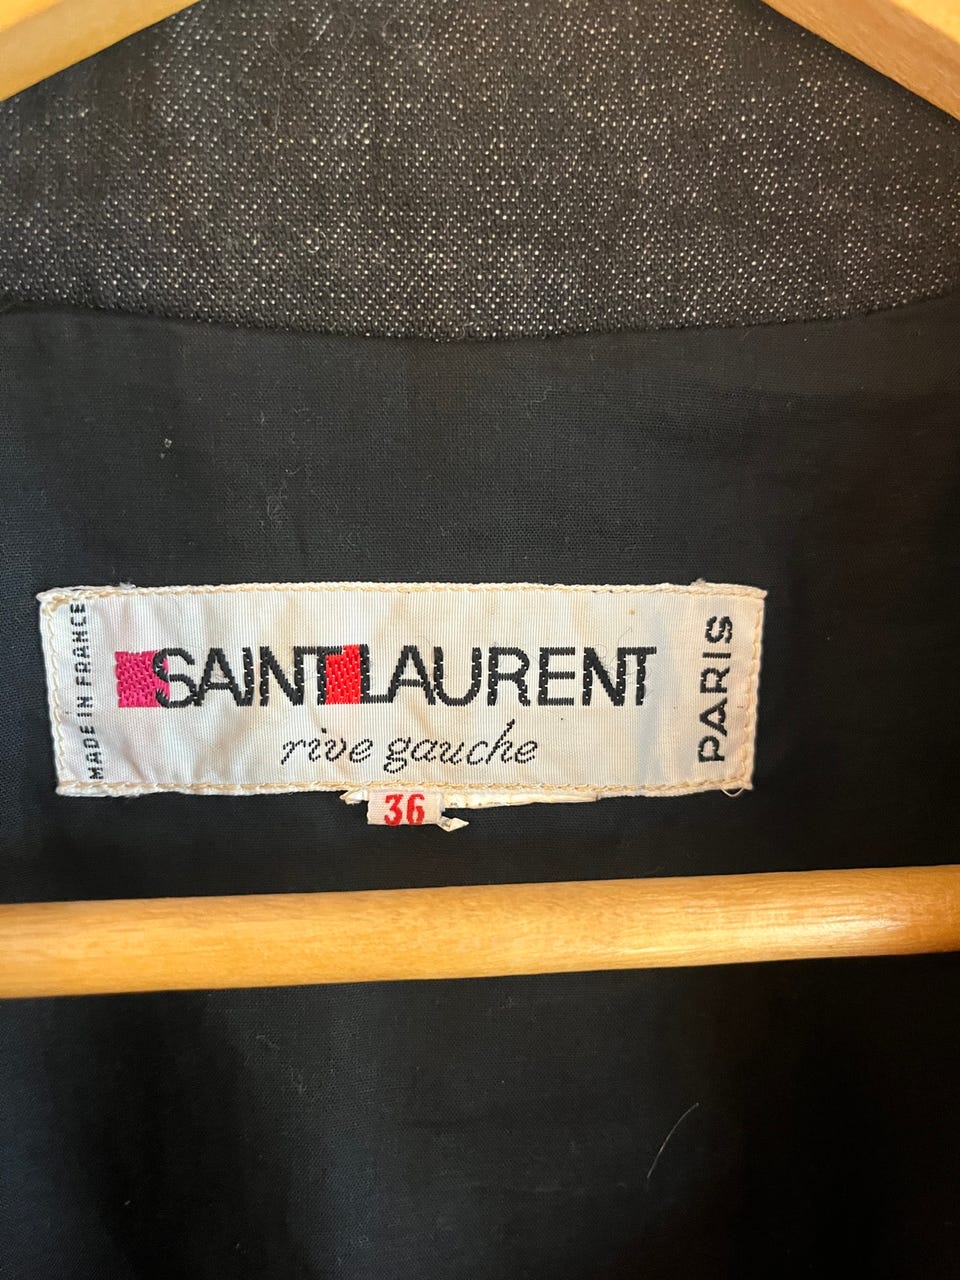 MADE IN FRANCE
SAINT LAURENT
rive gauche
PARIS
36